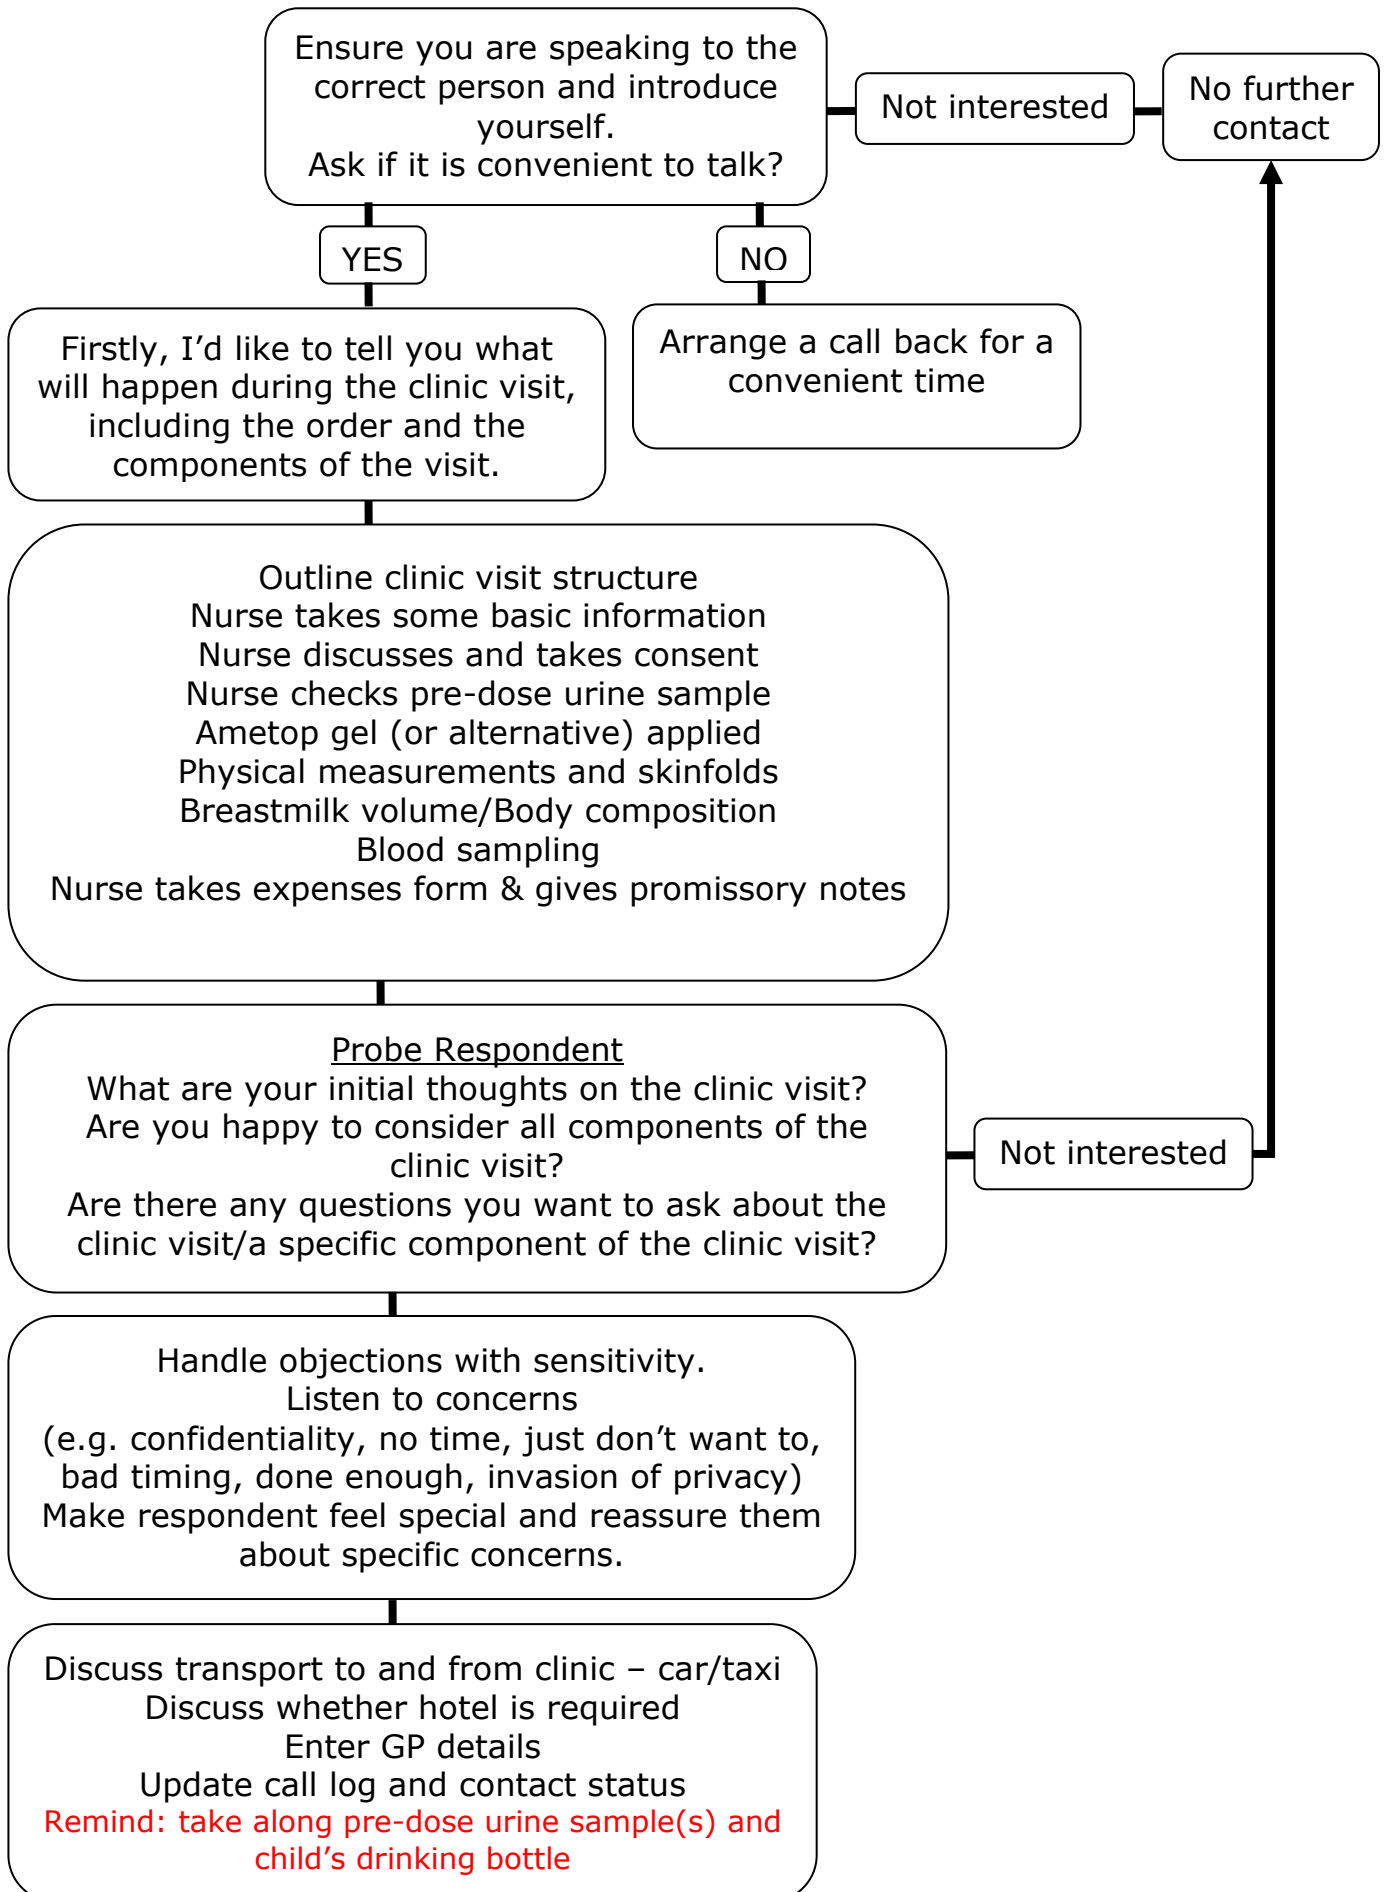 Ensure you are speaking to the
correct person and introduce
yourself.
Ask if it is convenient to talk?
Not interested
No further
contact
YES
NO
Firstly, I’d like to tell you what
will happen during the clinic visit,
including the order and the
components of the visit.
Arrange a call back for a
convenient time
Outline clinic visit structure
Nurse takes some basic information
Nurse discusses and takes consent
Nurse checks pre-dose urine sample
Ametop gel (or alternative) applied
Physical measurements and skinfolds
Breastmilk volume/Body composition
Blood sampling
Nurse takes expenses form & gives promissory notes
Probe Respondent
What are your initial thoughts on the clinic visit?
Are you happy to consider all components of the
clinic visit?
Are there any questions you want to ask about the
clinic visit/a specific component of the clinic visit?
Not interested
Handle objections with sensitivity.
Listen to concerns
(e.g. confidentiality, no time, just don’t want to,
bad timing, done enough, invasion of privacy)
Make respondent feel special and reassure them
about specific concerns.
Discuss transport to and from clinic – car/taxi
Discuss whether hotel is required
Enter GP details
Update call log and contact status
Remind: take along pre-dose urine sample(s) and
child’s drinking bottle